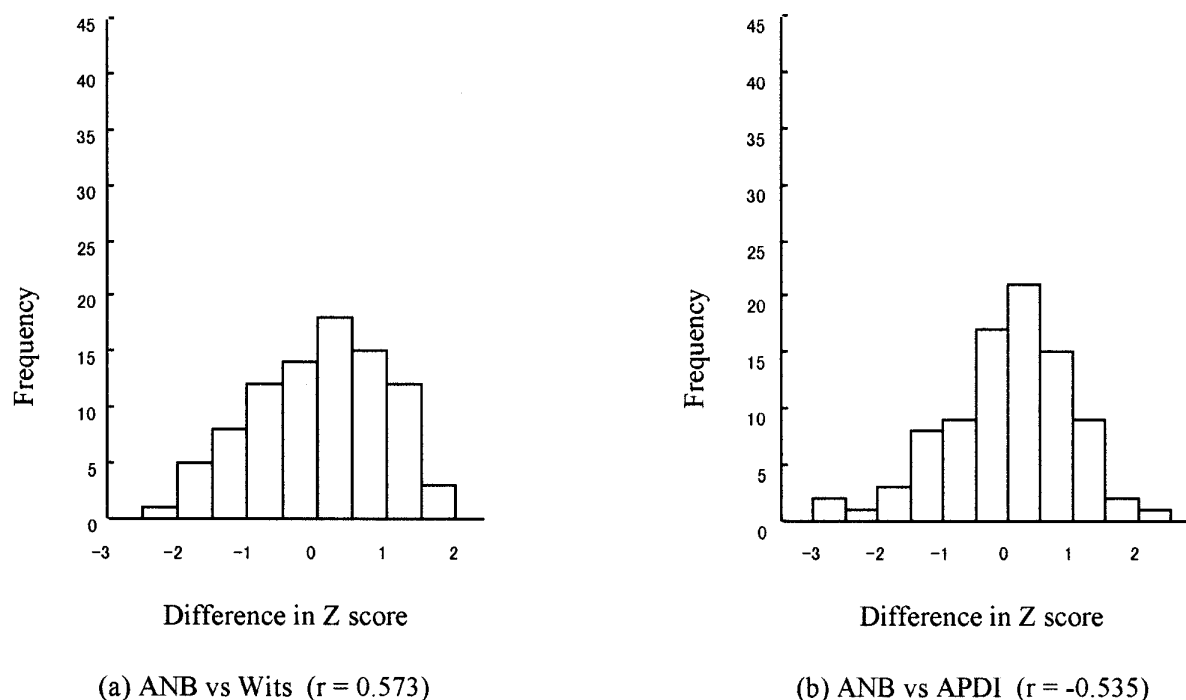 45
40
35
30
25
20
15
10
5
0
Frequency
-3 -2 -1 0 1 2
Difference in Z score
(a) ANB vs Wits (r = 0.573)
45
40
35
30
25
20
15
10
5
0
Frequency
-3 -2 -1 0 1 2
Difference in Z score
(b) ANB vs APDI (r = -0.535)